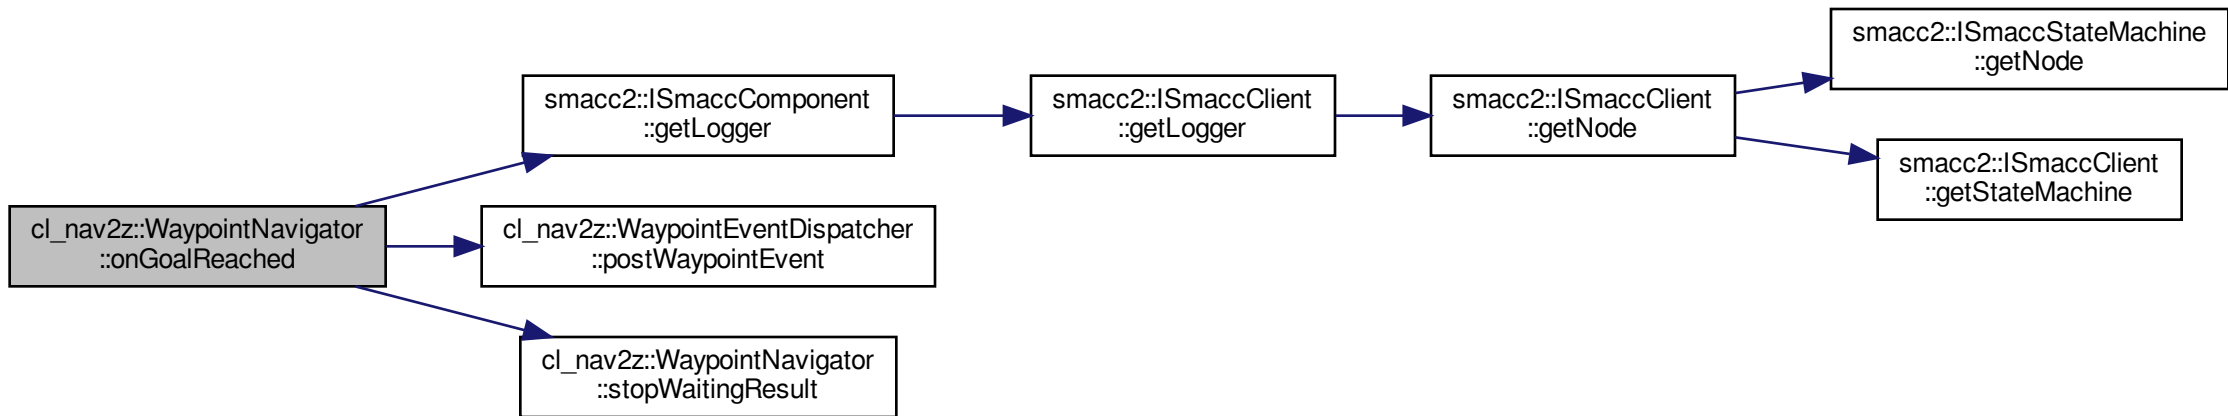 cl_nav2z::WaypointNavigator
::onGoalReached
smacc2::ISmaccComponent
::getLogger
smacc2::ISmaccClient
::getLogger
smacc2::ISmaccClient
::getNode
smacc2::ISmaccStateMachine
::getNode
smacc2::ISmaccClient
::getStateMachine
cl_nav2z::WaypointEventDispatcher
::postWaypointEvent
cl_nav2z::WaypointNavigator
::stopWaitingResult